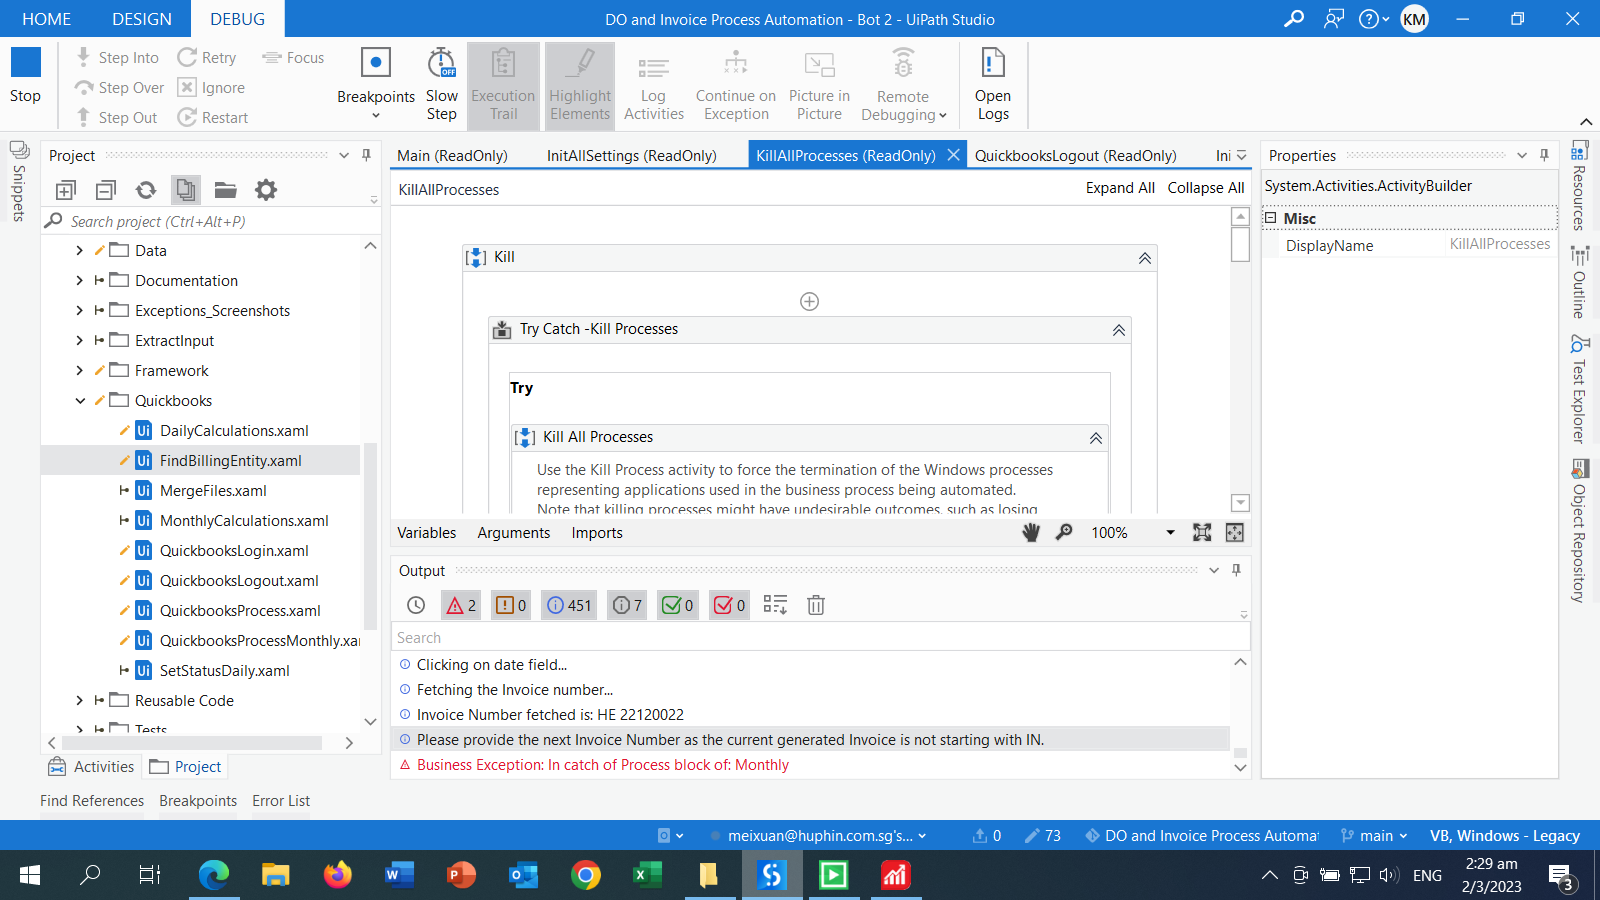 HOME DESIGN DEBUG DO and Invoice Process Automation - Bot 2 - UiPath Studio KM
Stop
Step Into
Step Over
Step Out
Retry
Ignore
Restart
Focus
Breakpoints
Slow Step
OFF
Execution Trail
Highlight Elements
Log Activities
Continue on Exception
Picture in Picture
Remote Debugging
Open Logs
Snippets
Project
Search project (Ctrl+Alt+P)
Data
Documentation
Exceptions_Screenshots
ExtractInput
Framework
Quickbooks
Ui DailyCalculations.xaml
Ui FindBillingEntity.xaml
Ui MergeFiles.xaml
Ui MonthlyCalculations.xaml
Ui QuickbooksLogin.xaml
Ui QuickbooksLogout.xaml
Ui QuickbooksProcess.xaml
Ui QuickbooksProcessMonthly.xa
Ui SetStatusDaily.xaml
Reusable Code
Tests
Activities Project
Main (ReadOnly) InitAllSettings (ReadOnly) KillAllProcesses (ReadOnly) QuickbooksLogout (ReadOnly) Ini
KillAllProcesses Expand All Collapse All
Kill
Try Catch -Kill Processes
Try
Kill All Processes
Use the Kill Process activity to force the termination of the Windows processes
representing applications used in the business process being automated.
Note that killing processes might have undesirable outcomes, such as losing
Variables Arguments Imports 100%
Output
2 0 451 7 0 0
Search
Clicking on date field...
Fetching the Invoice number...
Invoice Number fetched is: HE 22120022
Please provide the next Invoice Number as the current generated Invoice is not starting with IN.
Business Exception: In catch of Process block of: Monthly
Properties
System.Activities.ActivityBuilder
Misc
DisplayName KillAllProcesses
Resources
Outline
Test Explorer
Object Repository
Find References Breakpoints Error List
meixuan@huphin.com.sg's... 0 73 DO and Invoice Process Automat main VB, Windows - Legacy
ENG 2:29 am
2/3/2023
3